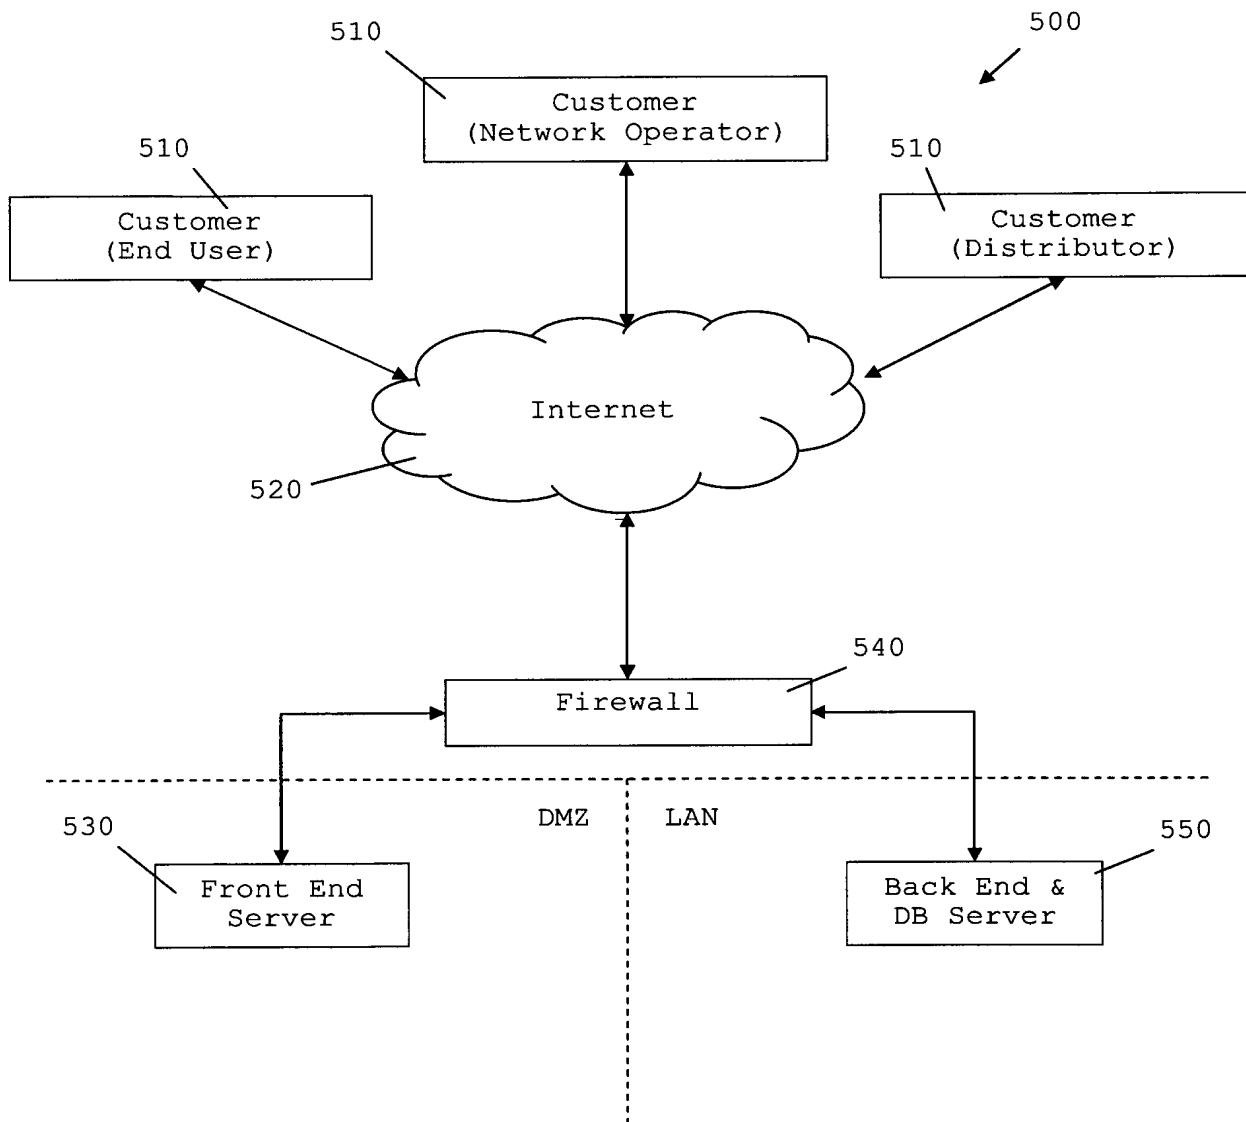 500
510
Customer
(Network Operator)
510
Customer
(End User)
510
Customer
(Distributor)
Internet
520
540
Firewall
DMZ
LAN
530
Front End
Server
550
Back End &
DB Server